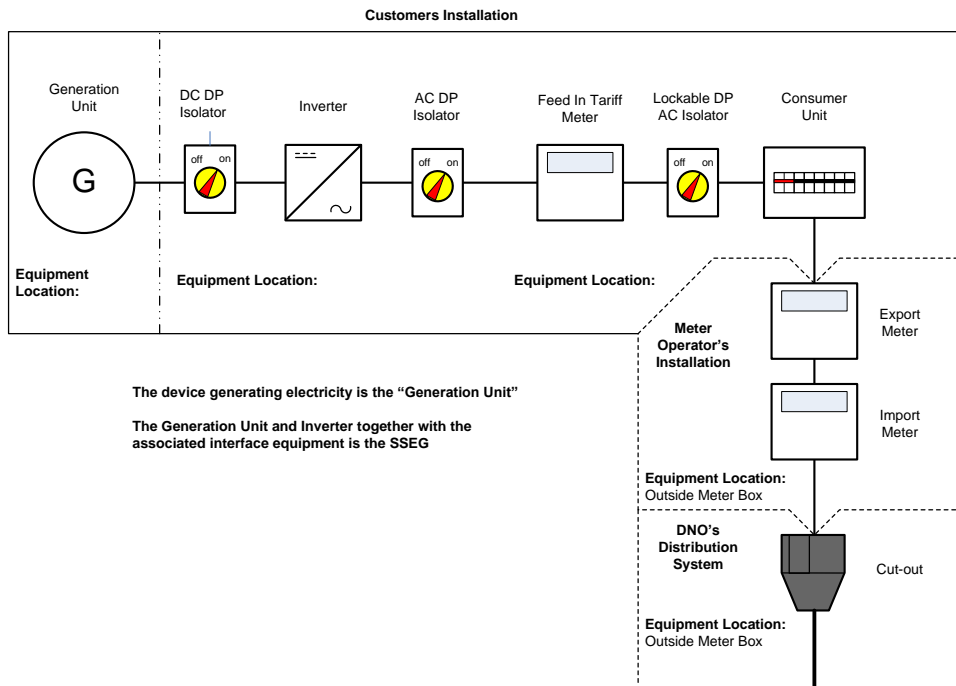 Customers Installation
Generation
Unit
DC DP
Isolator
Inverter
AC DP
Isolator
Feed In Tariff
Meter
Lockable DP
AC Isolator
Consumer
Unit
off on
off on
off on
G
Equipment
Location:
Equipment Location:
Equipment Location:
Meter
Operator's
Installation
Export
Meter
The device generating electricity is the “Generation Unit”
The Generation Unit and Inverter together with the
associated interface equipment is the SSEG
Import
Meter
Equipment Location:
Outside Meter Box
DNO's
Distribution
System
Cut-out
Equipment Location:
Outside Meter Box